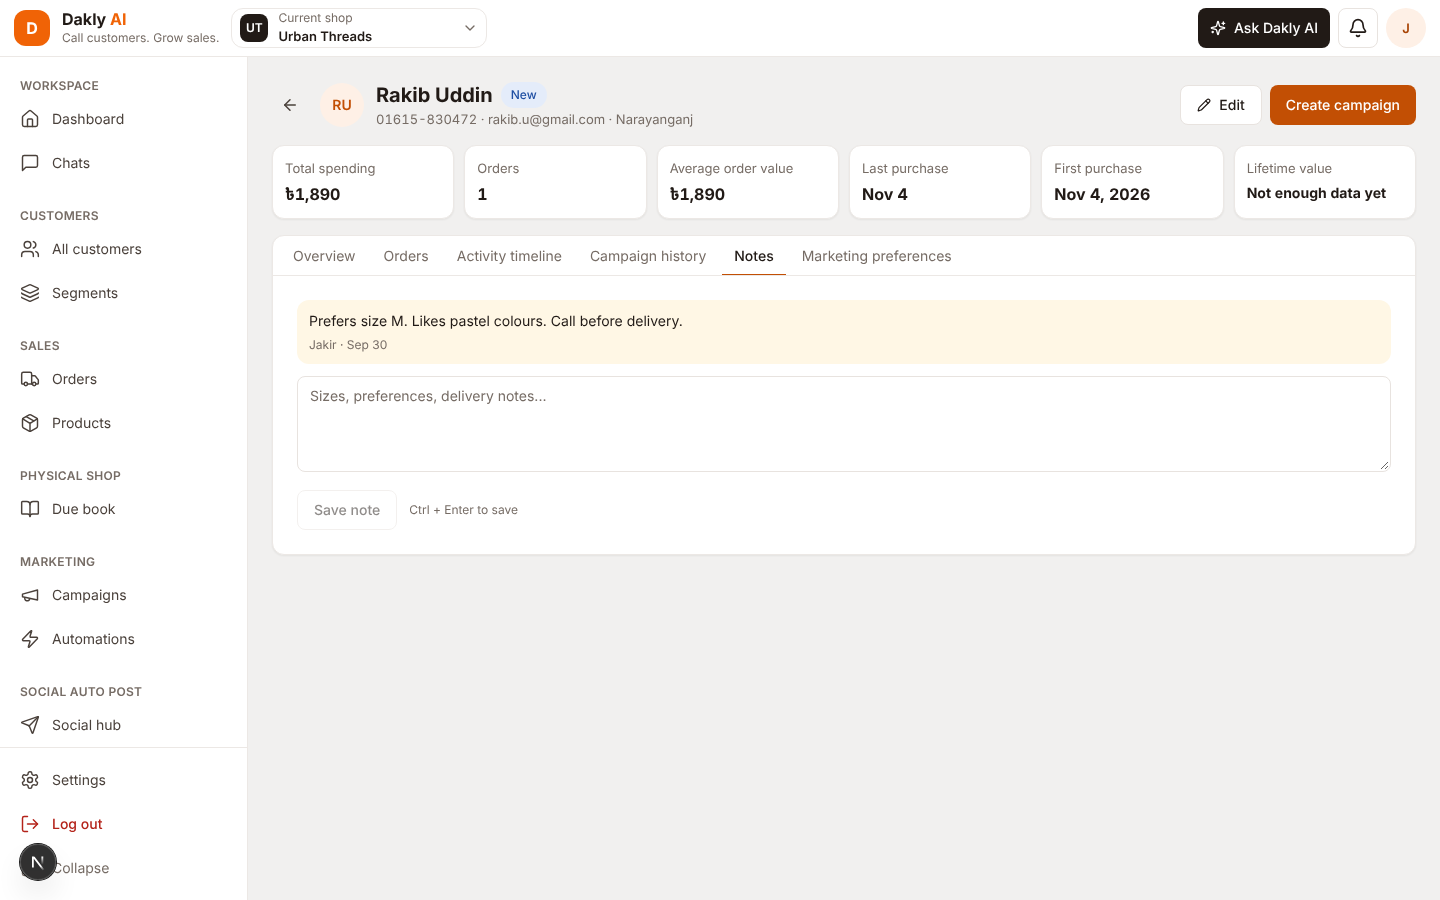 D
Dakly AI
Call customers. Grow sales.
UT
Current shop
Urban Threads
Ask Dakly AI
J
WORKSPACE
Dashboard
Chats
CUSTOMERS
All customers
Segments
SALES
Orders
Products
PHYSICAL SHOP
Due book
MARKETING
Campaigns
Automations
SOCIAL AUTO POST
Social hub
Settings
Log out
N
Collapse
RU
Rakib Uddin
New
01615-830472 · rakib.u@gmail.com · Narayanganj
Edit
Create campaign
Total spending
৳1,890
Orders
1
Average order value
৳1,890
Last purchase
Nov 4
First purchase
Nov 4, 2026
Lifetime value
Not enough data yet
Overview
Orders
Activity timeline
Campaign history
Notes
Marketing preferences
Prefers size M. Likes pastel colours. Call before delivery.
Jakir · Sep 30
Sizes, preferences, delivery notes...
Save note
Ctrl + Enter to save